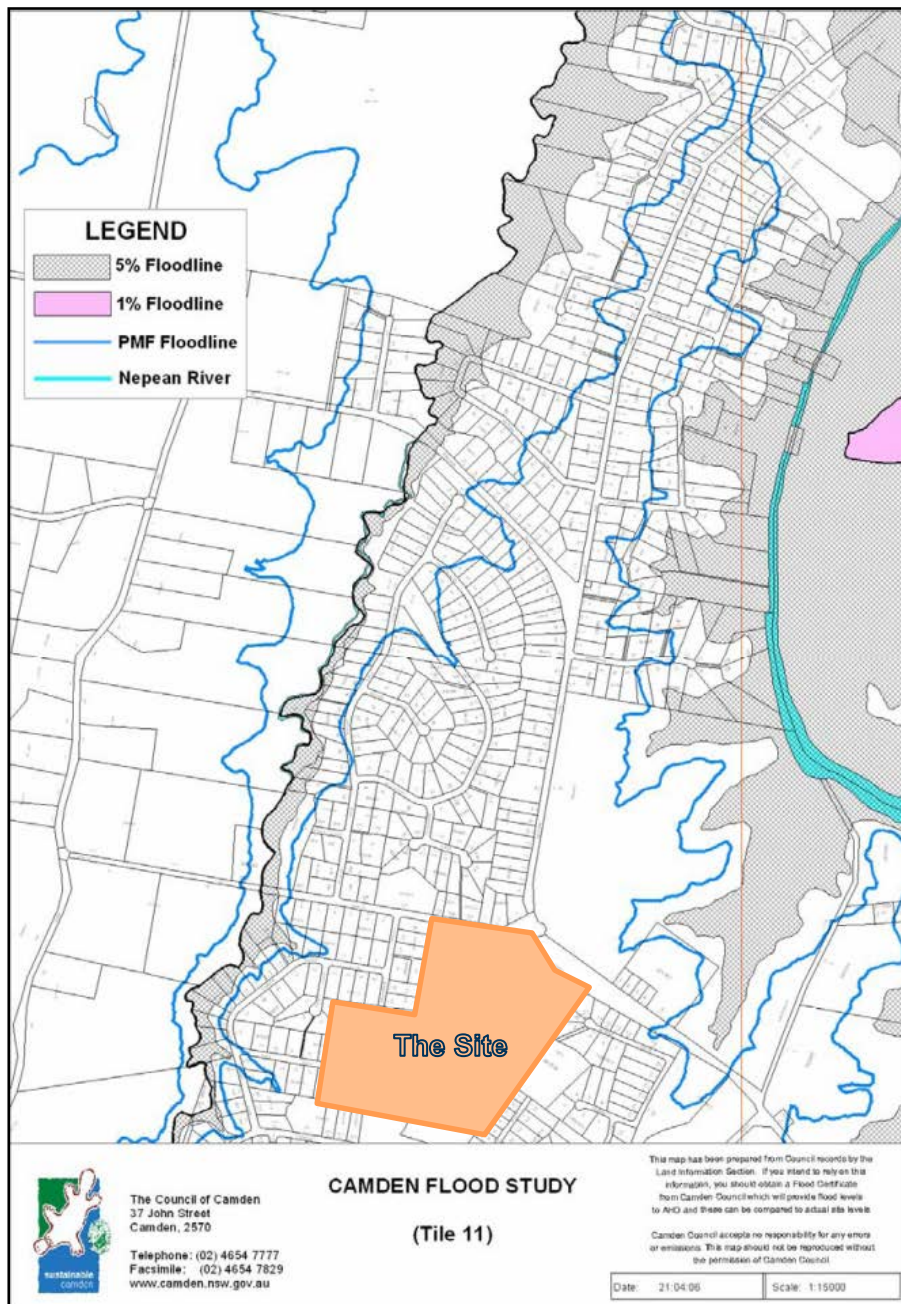 LEGEND
5% Floodline
1% Floodline
PMF Floodline
Nepean River
The Site
sustainable
camden
The Council of Camden
37 John Street
Camden, 2570
Telephone: (02) 4654 7777
Facsimile: (02) 4654 7829
www.camden.nsw.gov.au
CAMDEN FLOOD STUDY
(Tile 11)
This map has been prepared from Council records by the
Land Information Section. If you intend to rely on this
information, you should obtain a Flood Certificate
from Camden Council which will provide flood levels
to AHD and these can be compared to actual site levels
Camden Council accepts no responsibility for any errors
or omissions. This map should not be reproduced without
the permission of Camden Council
Date: 21:04:06
Scale: 1:15000